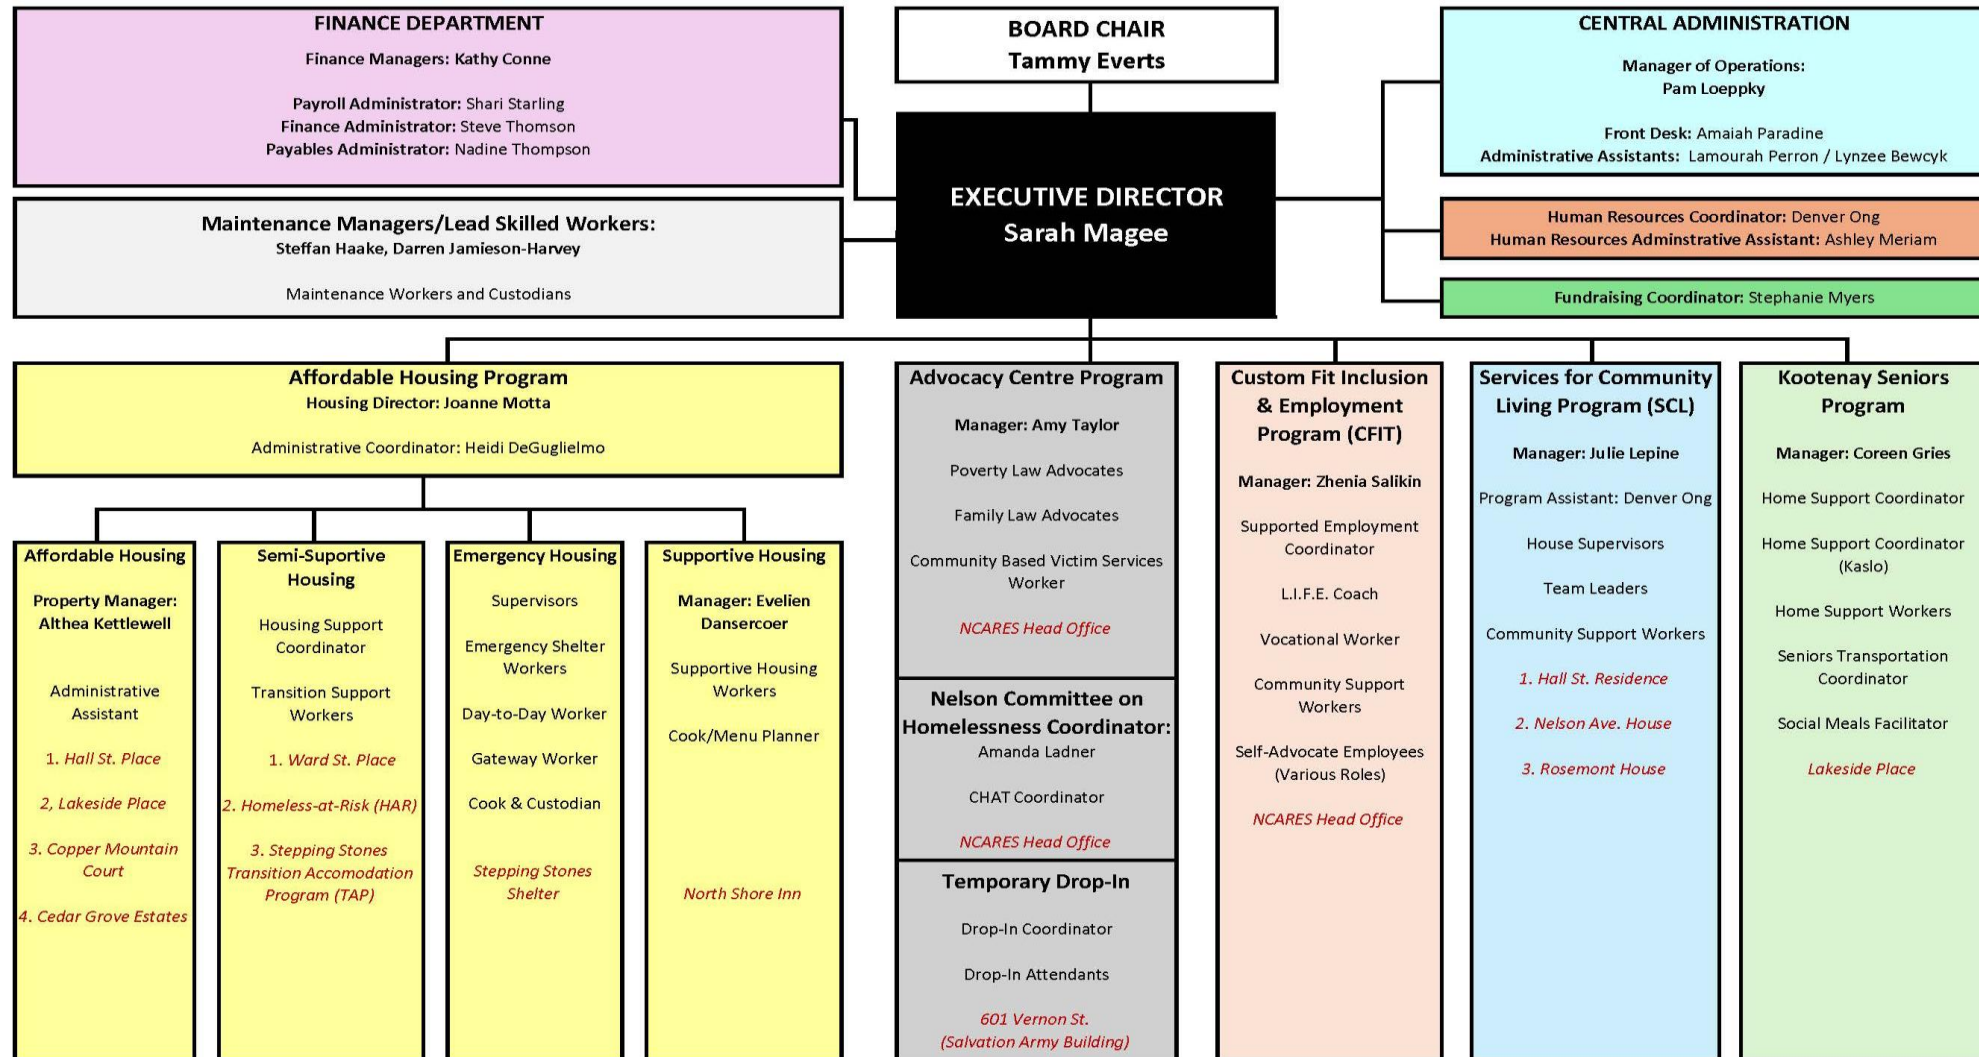 FINANCE DEPARTMENT
Finance Managers: Kathy Conne
Payroll Administrator: Shari Starling
Finance Administrator: Steve Thomson
Payables Administrator: Nadine Thompson
BOARD CHAIR
Tammy Everts
CENTRAL ADMINISTRATION
Manager of Operations:
Pam Loeppky
Front Desk: Amaiah Paradine
Administrative Assistants: Lamourah Perron / Lynzee Bewcyk
EXECUTIVE DIRECTOR
Sarah Magee
Maintenance Managers/Lead Skilled Workers:
Steffan Haake, Darren Jamieson-Harvey
Maintenance Workers and Custodians
Human Resources Coordinator: Denver Ong
Human Resources Adminstrative Assistant: Ashley Meriam
Fundraising Coordinator: Stephanie Myers
Affordable Housing Program
Housing Director: Joanne Motta
Administrative Coordinator: Heidi DeGuglielmo
Affordable Housing
Property Manager:
Althea Kettlewell
Administrative
Assistant
1. Hall St. Place
2, Lakeside Place
3. Copper Mountain
Court
4. Cedar Grove Estates
Semi-Suportive
Housing
Housing Support
Coordinator
Transition Support
Workers
1. Ward St. Place
2. Homeless-at-Risk (HAR)
3. Stepping Stones
Transition Accomodation
Program (TAP)
Emergency Housing
Supervisors
Emergency Shelter
Workers
Day-to-Day Worker
Gateway Worker
Cook & Custodian
Stepping Stones
Shelter
Supportive Housing
Manager: Evelien
Dansercoer
Supportive Housing
Workers
Cook/Menu Planner
North Shore Inn
Advocacy Centre Program
Manager: Amy Taylor
Poverty Law Advocates
Family Law Advocates
Community Based Victim Services
Worker
NCARES Head Office
Nelson Committee on
Homelessness Coordinator:
Amanda Ladner
CHAT Coordinator
NCARES Head Office
Temporary Drop-In
Drop-In Coordinator
Drop-In Attendants
601 Vernon St.
(Salvation Army Building)
Custom Fit Inclusion
& Employment
Program (CFIT)
Manager: Zhenia Salikin
Supported Employment
Coordinator
L.I.F.E. Coach
Vocational Worker
Community Support
Workers
Self-Advocate Employees
(Various Roles)
NCARES Head Office
Services for Community
Living Program (SCL)
Manager: Julie Lepine
Program Assistant: Denver Ong
House Supervisors
Team Leaders
Community Support Workers
1. Hall St. Residence
2. Nelson Ave. House
3. Rosemont House
Kootenay Seniors
Program
Manager: Coreen Gries
Home Support Coordinator
Home Support Coordinator
(Kaslo)
Home Support Workers
Seniors Transportation
Coordinator
Social Meals Facilitator
Lakeside Place